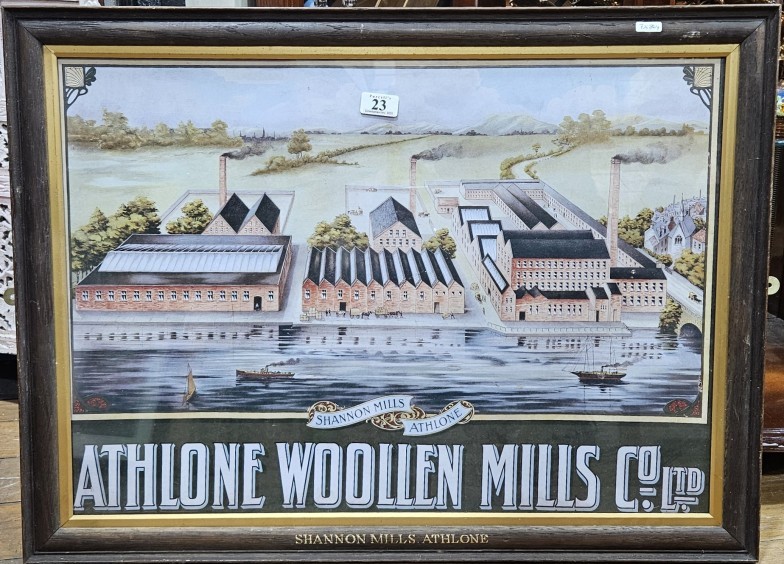 23
SHANNON MILLS
ATHLONE
ATHLONE WOOLLEN MILLS CO. LTD.
SHANNON MILLS ATHLONE